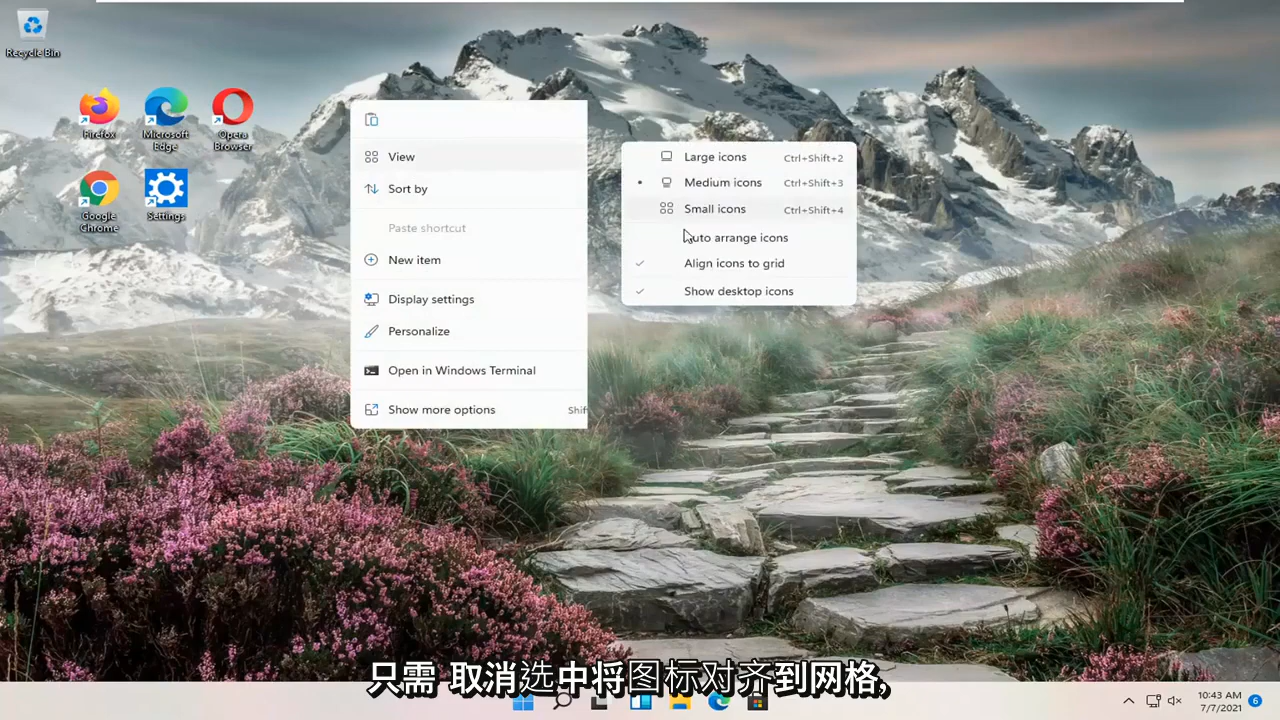 Recycle Bin
Firefox
Microsoft
Edge
Opera
Browser
Google
Chrome
Settings
View
Sort by
Paste shortcut
New item
Display settings
Personalize
Open in Windows Terminal
Show more options
Shif
Large icons Ctrl+Shift+2
Medium icons Ctrl+Shift+3
Small icons Ctrl+Shift+4
uto arrange icons
Align icons to grid
Show desktop icons
只需 取消选中将图标对齐到网格,
10:43 AM
7/7/2021
6